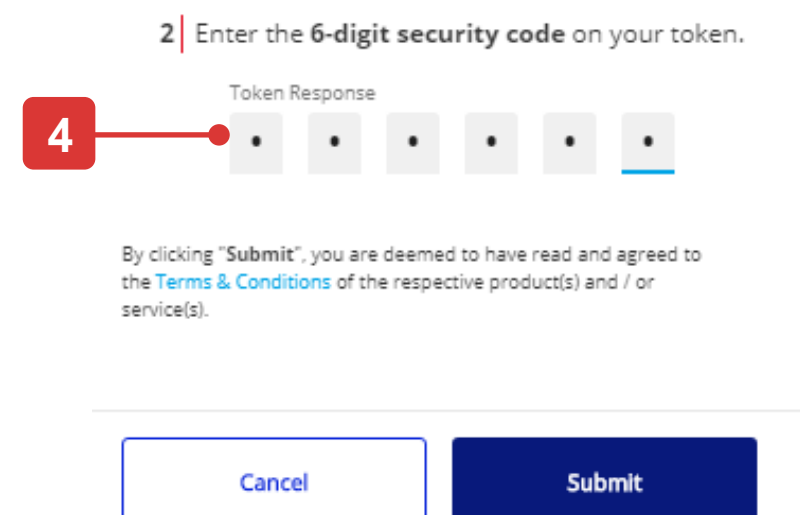 2 Enter the 6-digit security code on your token.
Token Response
4
By clicking "Submit", you are deemed to have read and agreed to
the Terms & Conditions of the respective product(s) and / or
service(s).
Cancel
Submit